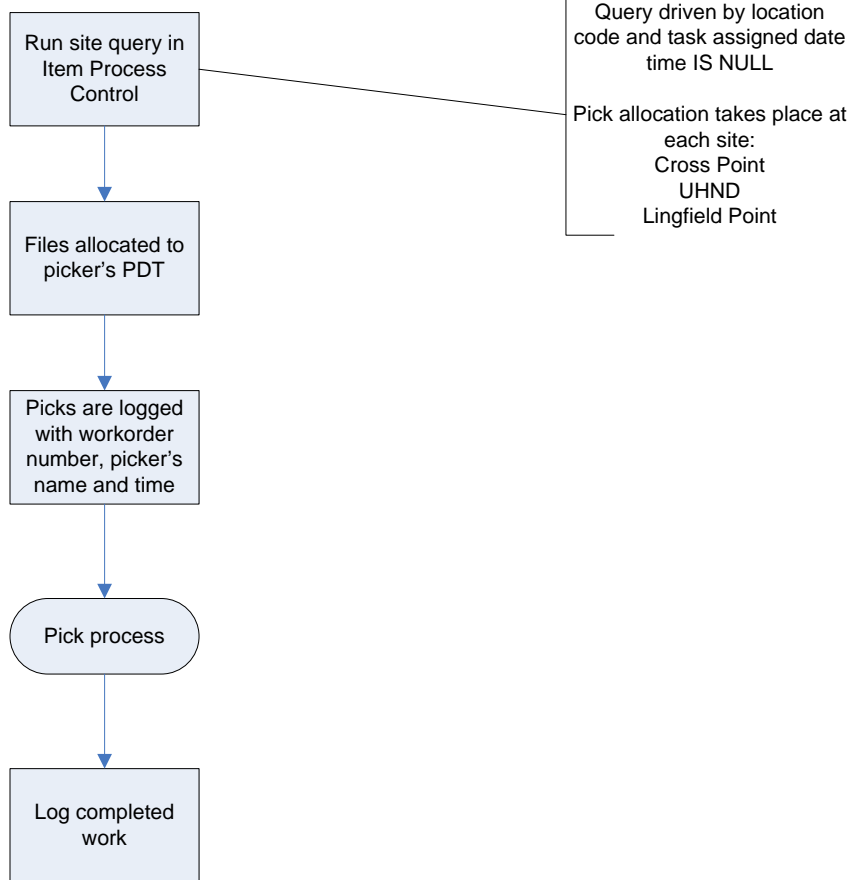 Run site query in
Item Process
Control
Query driven by location
code and task assigned date
time IS NULL
Pick allocation takes place at
each site:
Cross Point
UHND
Lingfield Point
Files allocated to
picker's PDT
Picks are logged
with workorder
number, picker's
name and time
Pick process
Log completed
work